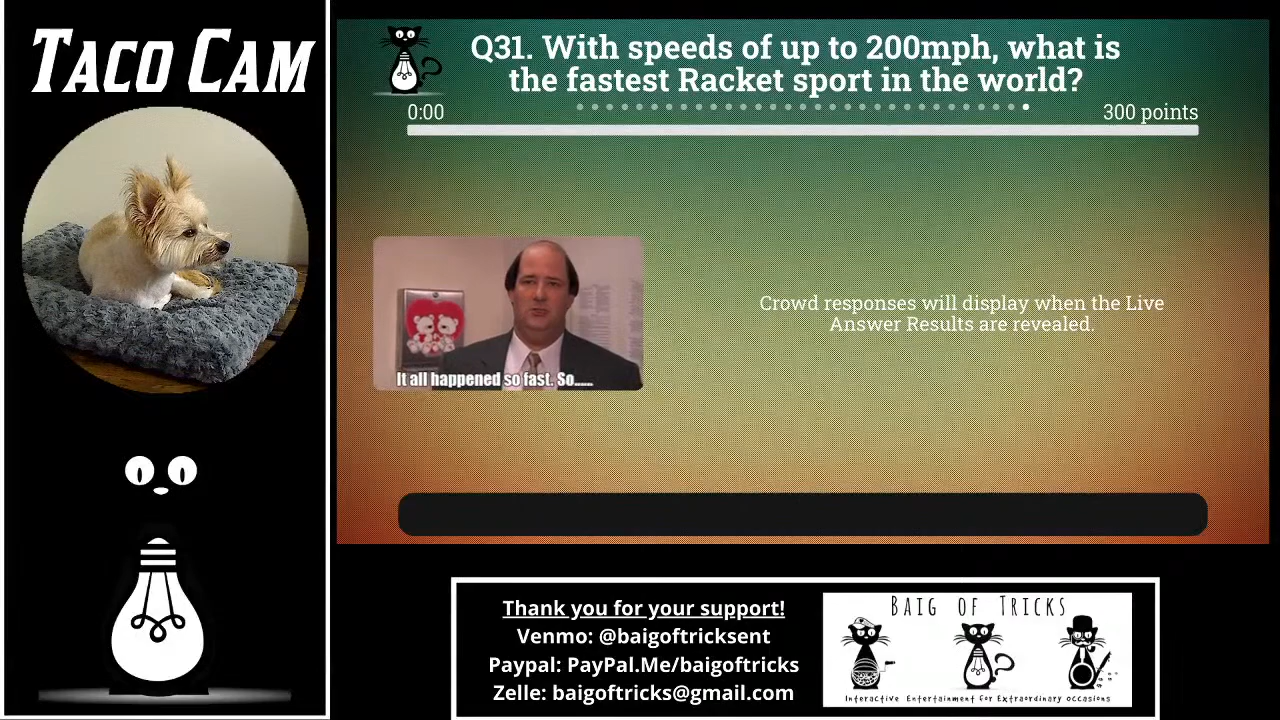 TACO CAM
Q31. With speeds of up to 200mph, what is
the fastest Racket sport in the world?
0:00
300 points
It all happened so fast. So......
Crowd responses will display when the Live
Answer Results are revealed.
Thank you for your support!
Venmo: @baigoftricksent
Paypal: PayPal.Me/baigoftricks
Zelle: baigoftricks@gmail.com
BAIG OF TRICKS
Interactive Entertainment for Extraordinary occasions